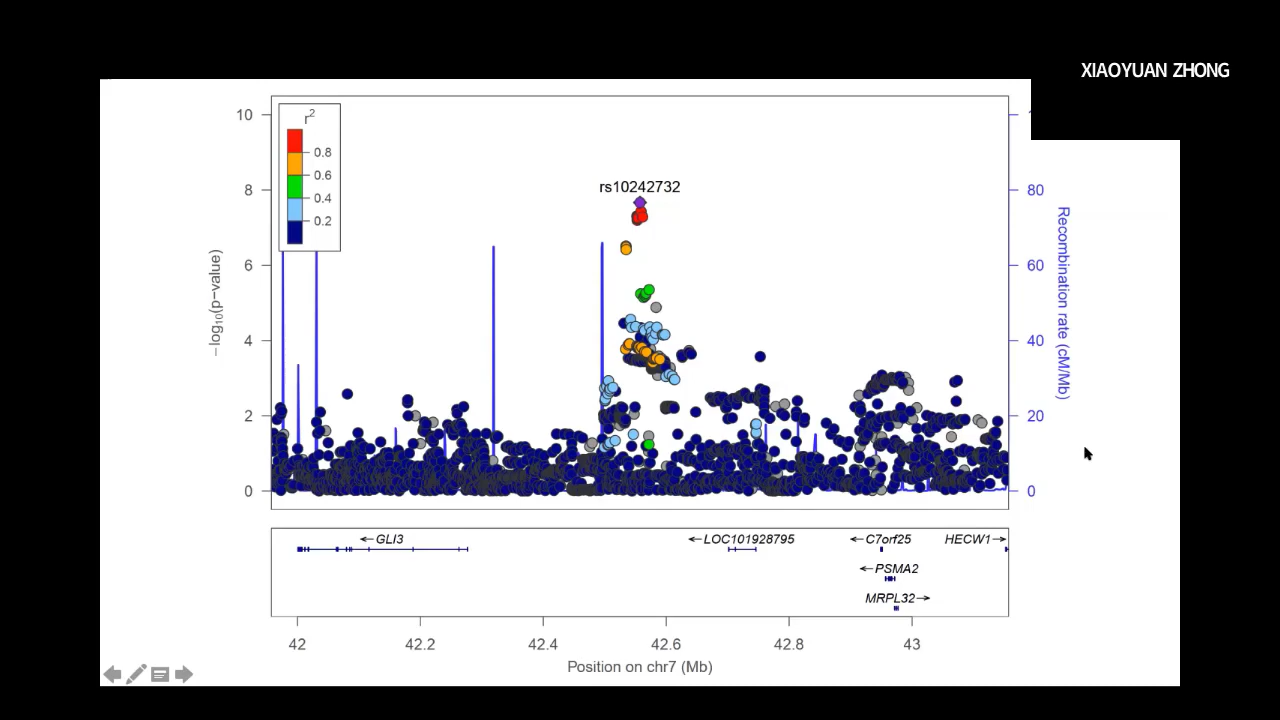 XIAOYUAN ZHONG
r2
0.8
0.6
0.4
0.2
rs10242732
10
8
6
4
2
0
−log10(p−value)
80
60
40
20
0
Recombination rate (cM/Mb)
GLI3
LOC101928795
C7orf25
HECW1
PSMA2
MRPL32
42
42.2
42.4
42.6
42.8
43
Position on chr7 (Mb)